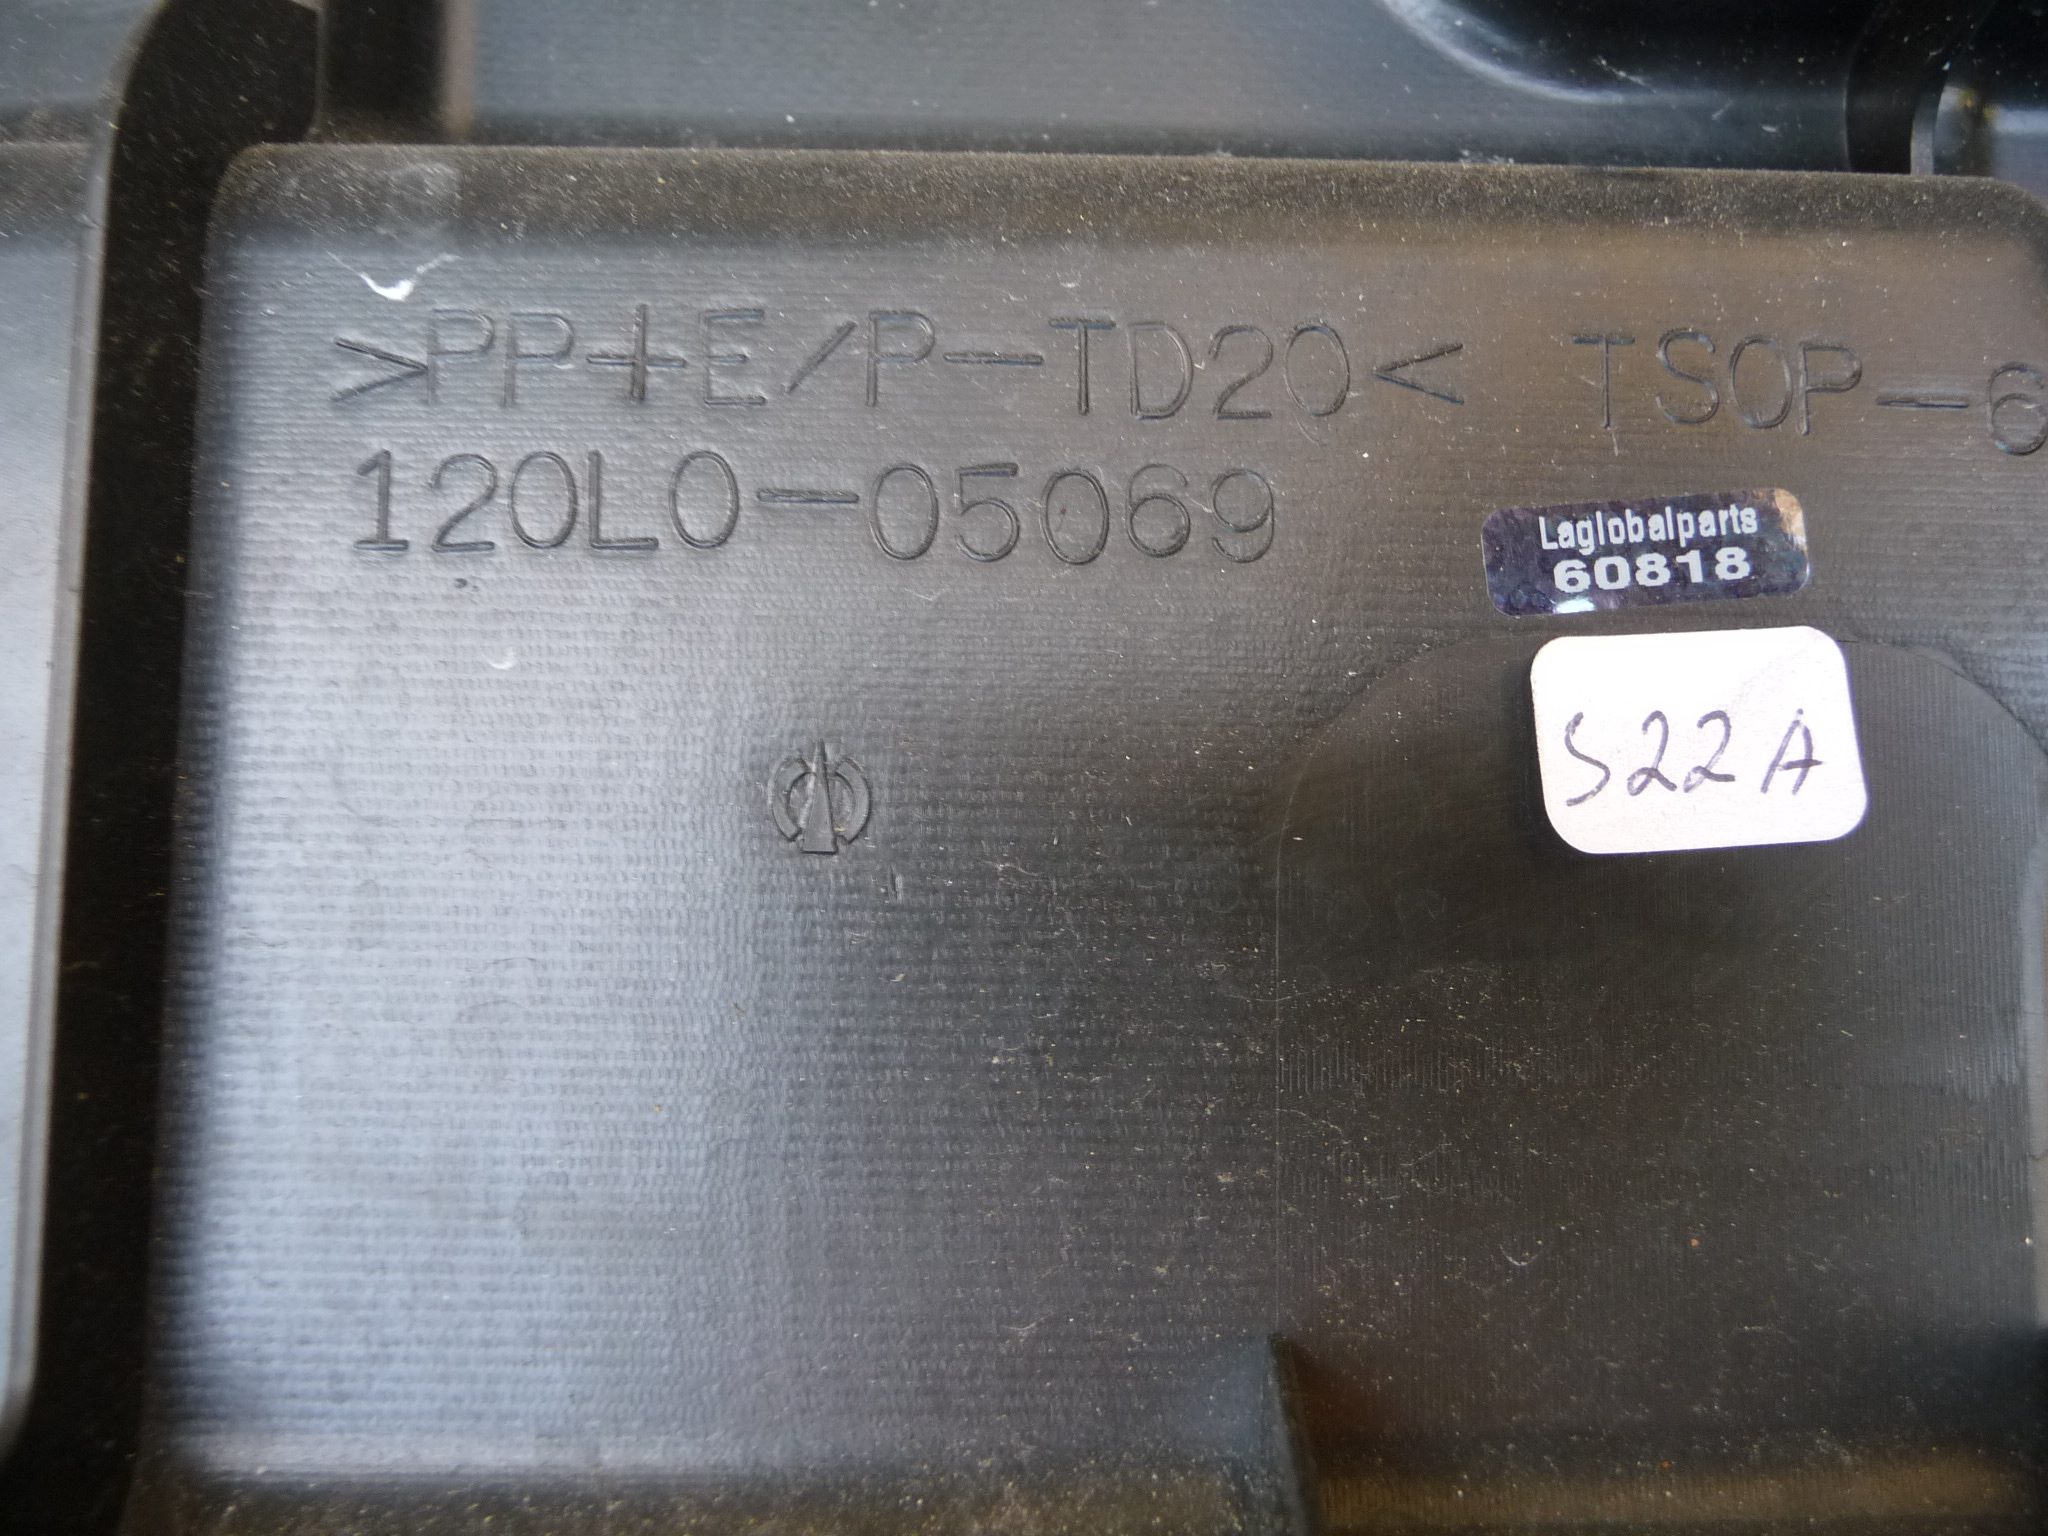 >PP+E/P-TD20< TSOP-6
120L0-05069
Laglobalparts
60818
S22A